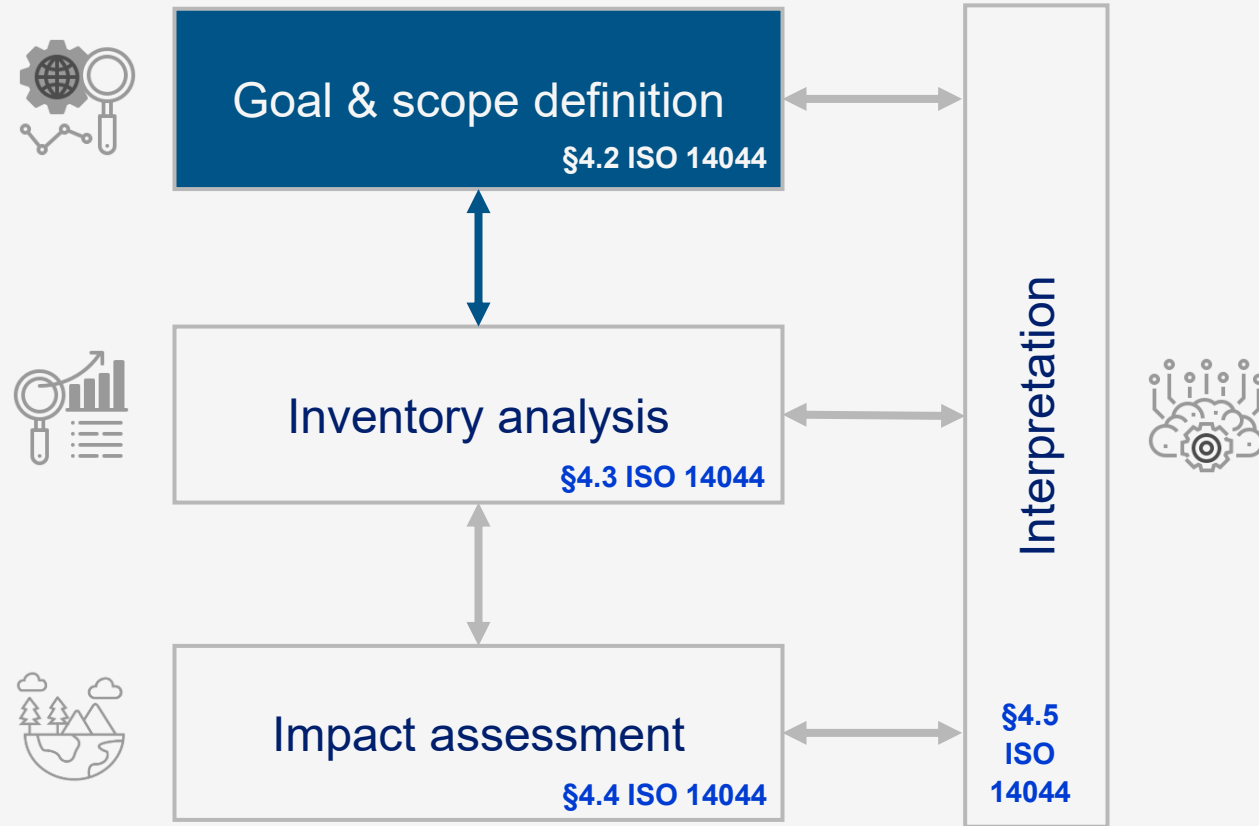 Goal & scope definition
§4.2 ISO 14044
Inventory analysis
§4.3 ISO 14044
Impact assessment
§4.4 ISO 14044
Interpretation
§4.5
ISO
14044